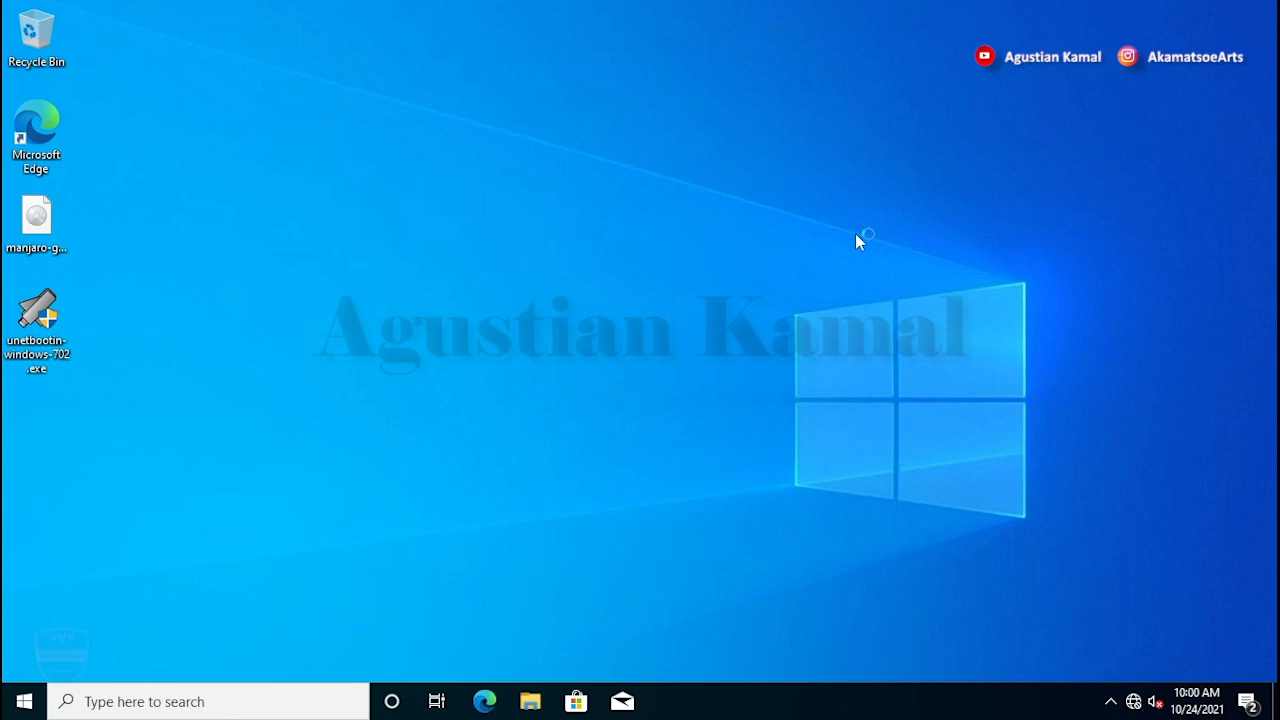 Recycle Bin
Agustian Kamal
AkamatsoeArts
Microsoft
Edge
manjaro-g...
Agustian Kamal
unetbootin-
windows-702
.exe
Type here to search
10:00 AM
10/24/2021
2